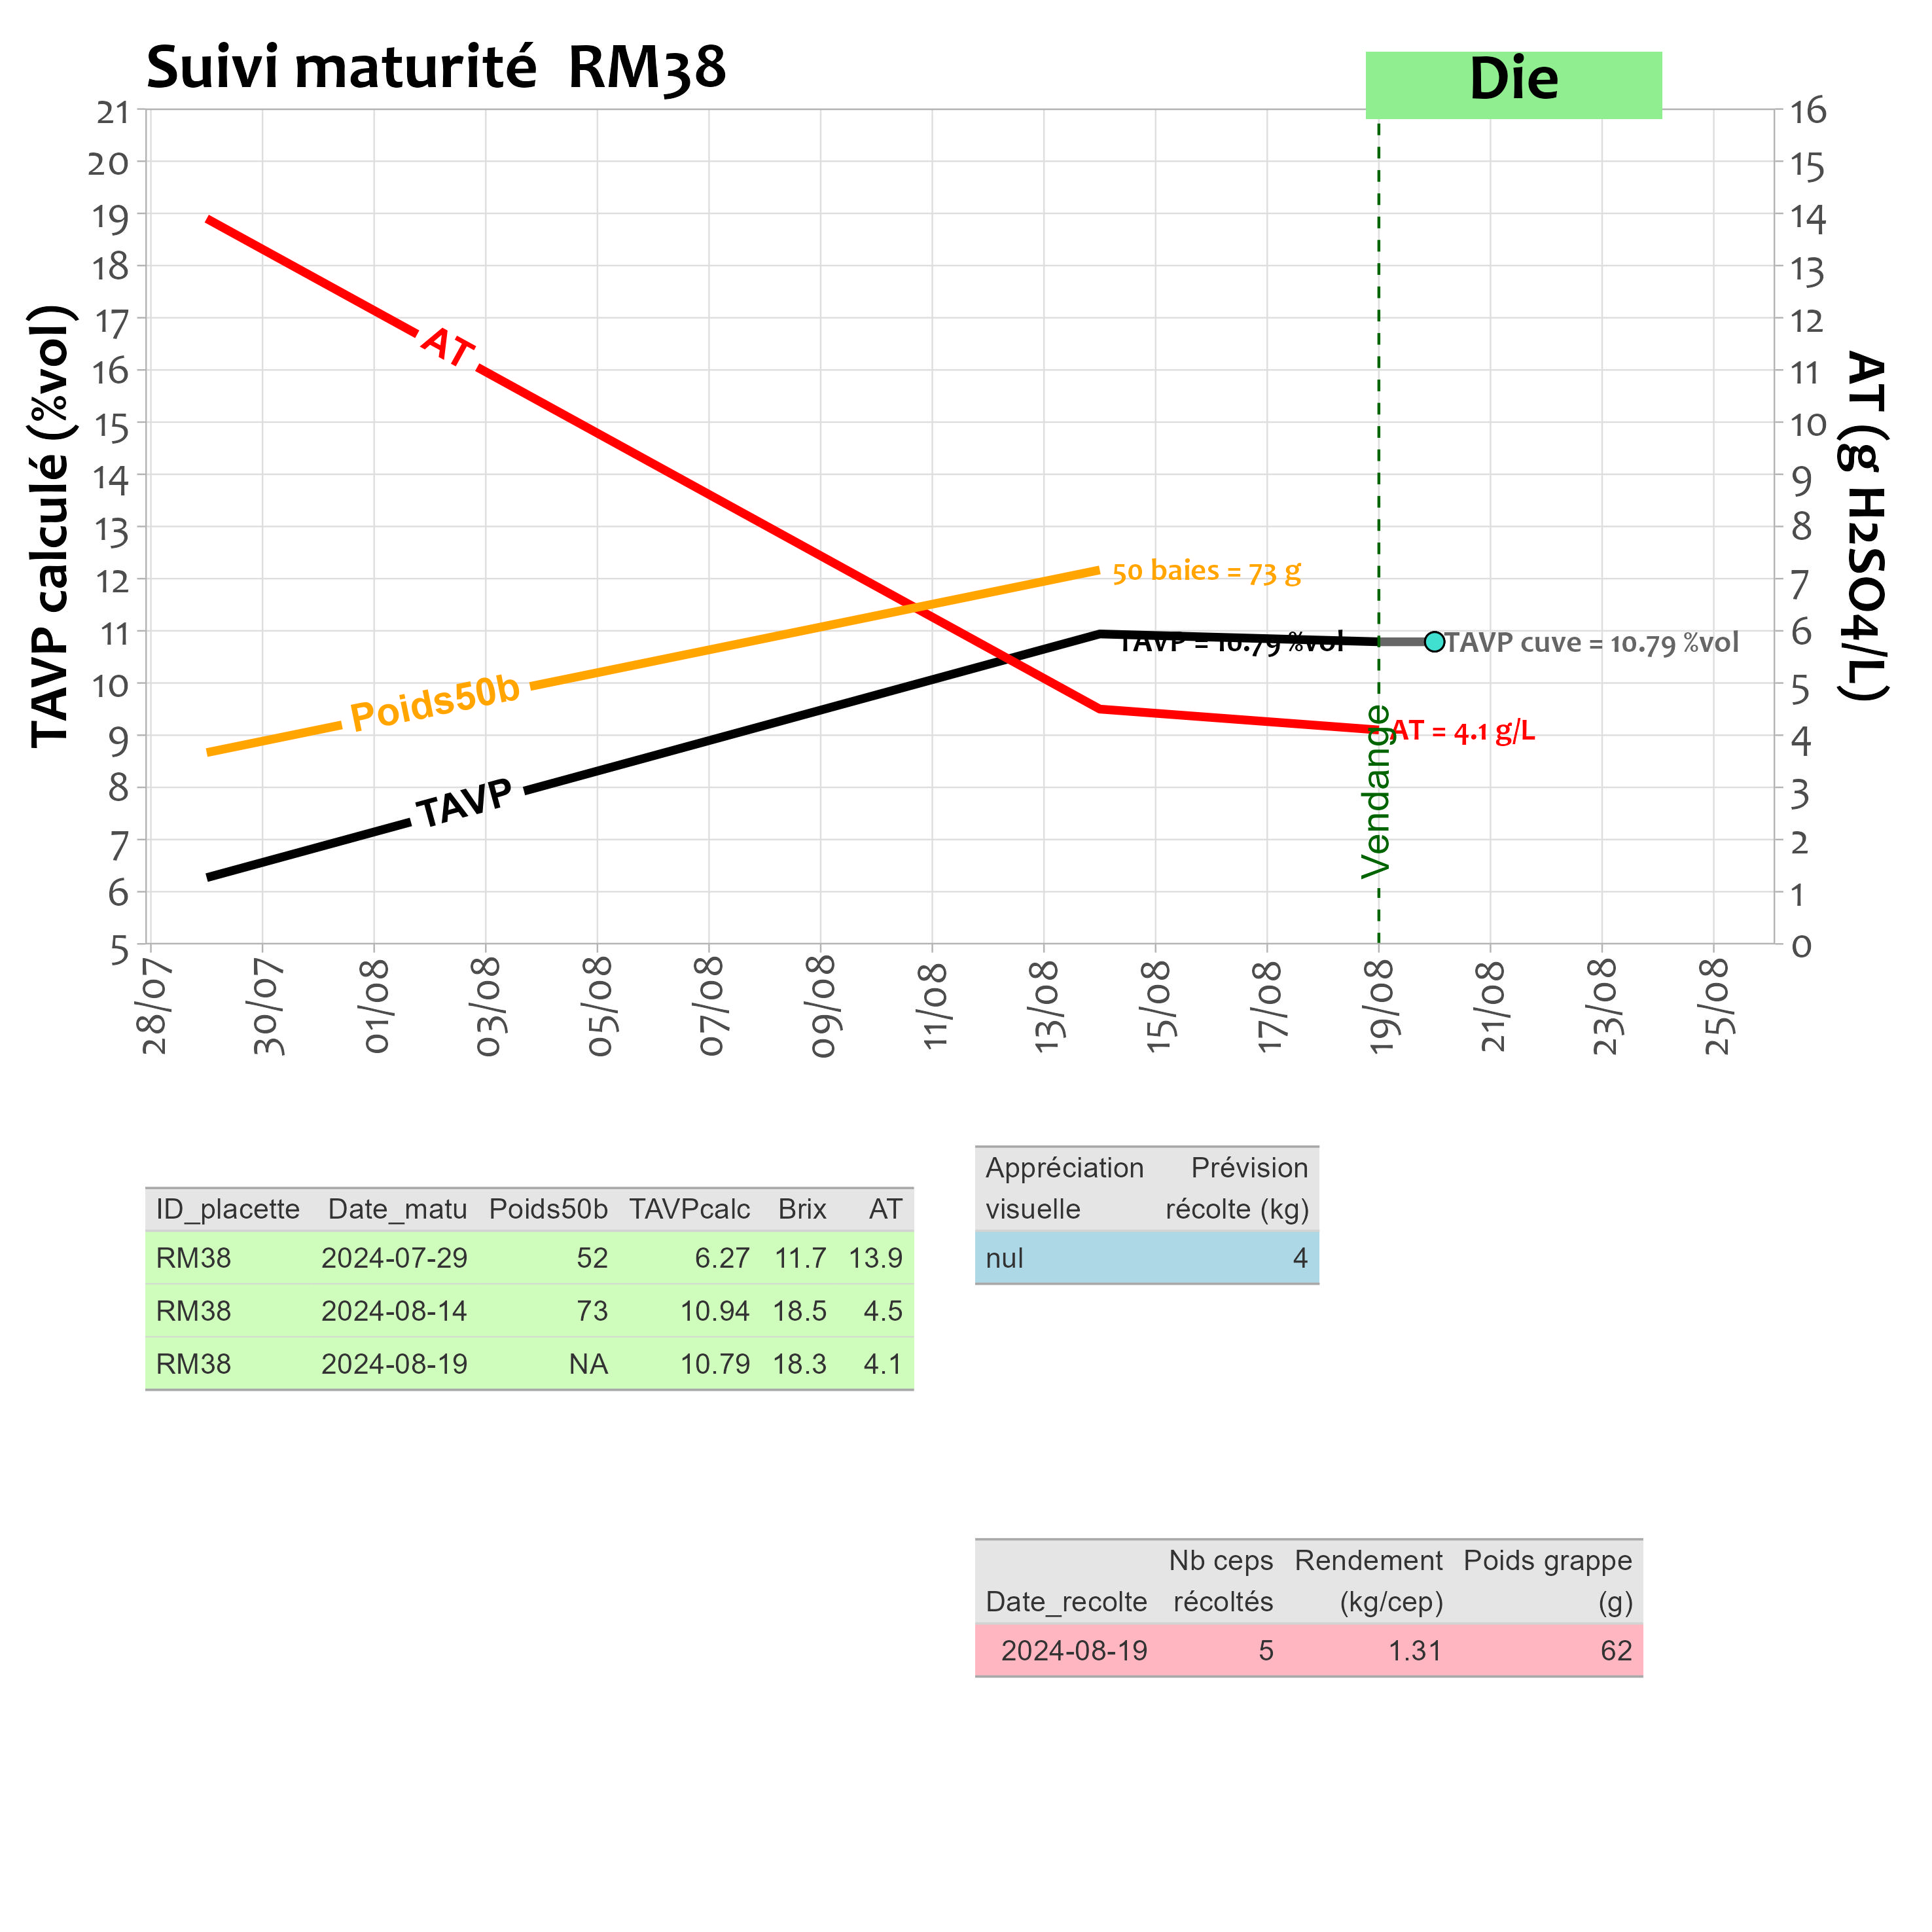 Suivi maturité RM38
Die
TAVP calculé (%vol)
21
20
19
18
17
16
15
14
13
12
11
10
9
8
7
6
5
16
15
14
13
12
11
10
9
8
7
6
5
4
3
2
1
0
AT (g H2SO4/L)
AT
Poids50b
TAVP
50 baies = 73 g
TAVP = 10.79 %vol
TAVP cuve = 10.79 %vol
AT = 4.1 g/L
Vendange
28/07
30/07
01/08
03/08
05/08
07/08
09/08
11/08
13/08
15/08
17/08
19/08
21/08
23/08
25/08
ID_placette Date_matu Poids50b TAVPcalc Brix AT
RM38 2024-07-29 52 6.27 11.7 13.9
RM38 2024-08-14 73 10.94 18.5 4.5
RM38 2024-08-19 NA 10.79 18.3 4.1
Appréciation Prévision
visuelle récolte (kg)
nul 4
Nb ceps Rendement Poids grappe
Date_recolte récoltés (kg/cep) (g)
2024-08-19 5 1.31 62